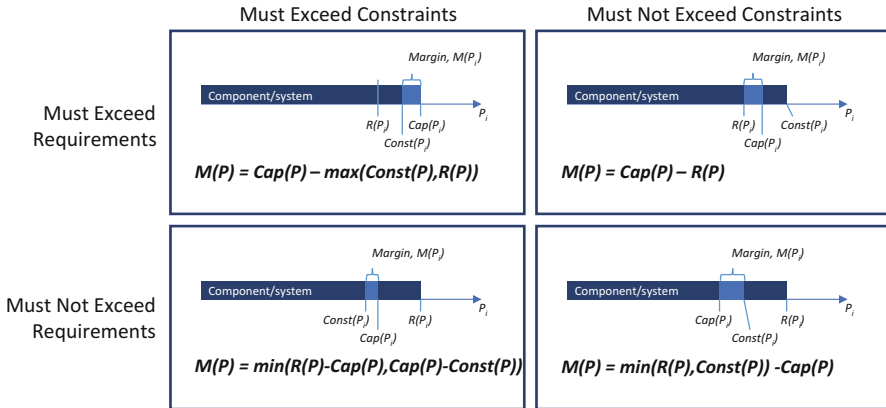 Must Exceed Constraints
Must Not Exceed Constraints
Must Exceed
Requirements
Margin, M(Pi)
Component/system
Pi
R(Pi)
Cap(Pi)
Const(Pi)
M(P) = Cap(P) – max(Const(P),R(P))
Margin, M(Pi)
Component/system
Pi
R(Pi)
Const(Pi)
Cap(Pi)
M(P) = Cap(P) – R(P)
Must Not Exceed
Requirements
Margin, M(Pi)
Component/system
Pi
Const(Pi)
R(Pi)
Cap(Pi)
M(P) = min(R(P)-Cap(P),Cap(P)-Const(P))
Margin, M(Pi)
Component/system
Pi
Cap(Pi)
R(Pi)
Const(Pi)
M(P) = min(R(P),Const(P)) -Cap(P)